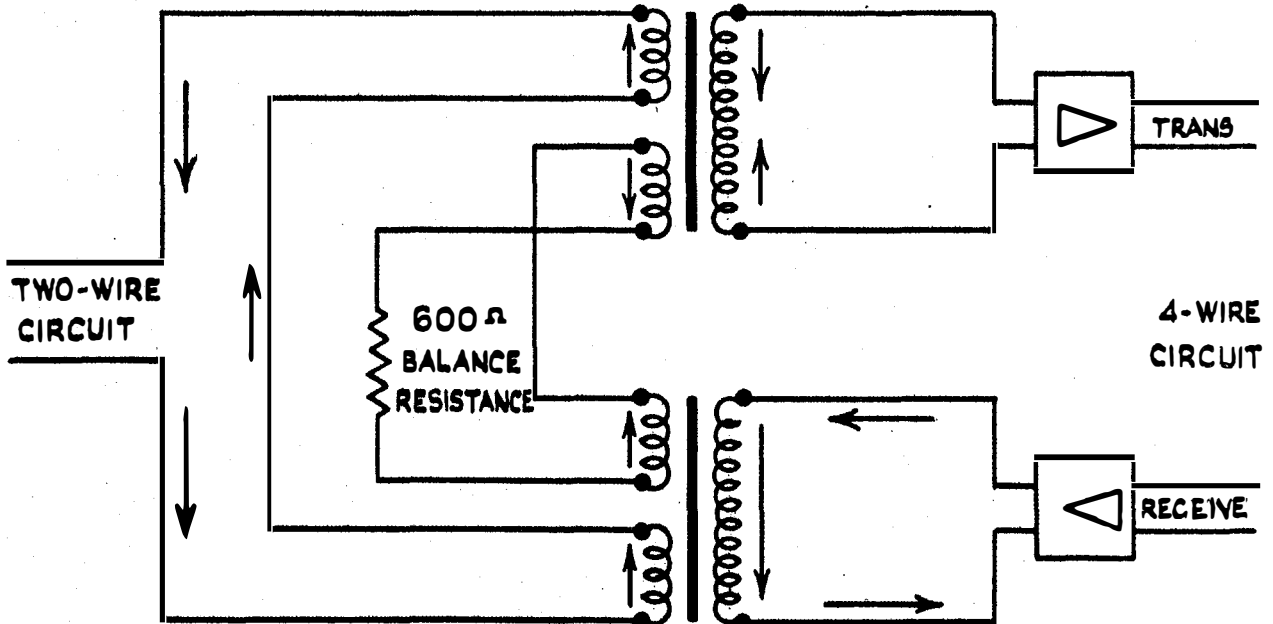 TRANS
TWO-WIRE
CIRCUIT
600 Ω
BALANCE
RESISTANCE
4-WIRE
CIRCUIT
RECEIVE